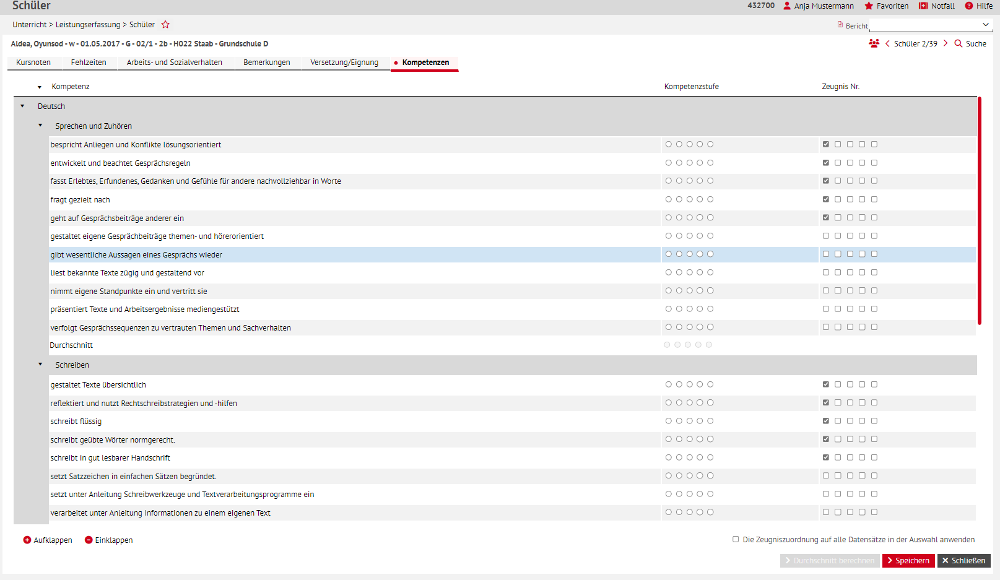 Schüler
432700 Anja Mustermann Favoriten Notfall Hilfe
Unterricht > Leistungserfassung > Schüler
Bericht
Aldea, Oyunsod - w - 01.05.2017 - G - 02/1 - 2b - H022 Staab - Grundschule D
Schüler 2/39 Suche
Kursnoten Fehlzeiten Arbeits- und Sozialverhalten Bemerkungen Versetzung/Eignung Kompetenzen
Kompetenz Kompetenzstufe Zeugnis Nr.
Deutsch
Sprechen und Zuhören
bespricht Anliegen und Konflikte lösungsorientiert
entwickelt und beachtet Gesprächsregeln
fasst Erlebtes, Erfundenes, Gedanken und Gefühle für andere nachvollziehbar in Worte
fragt gezielt nach
geht auf Gesprächsbeiträge anderer ein
gestaltet eigene Gesprächbeiträge themen- und hörerorientiert
gibt wesentliche Aussagen eines Gesprächs wieder
liest bekannte Texte zügig und gestaltend vor
nimmt eigene Standpunkte ein und vertritt sie
präsentiert Texte und Arbeitsergebnisse mediengestützt
verfolgt Gesprächssequenzen zu vertrauten Themen und Sachverhalten
Durchschnitt
Schreiben
gestaltet Texte übersichtlich
reflektiert und nutzt Rechtschreibstrategien und -hilfen
schreibt flüssig
schreibt geübte Wörter normgerecht.
schreibt in gut lesbarer Handschrift
setzt Satzzeichen in einfachen Sätzen begründet.
setzt unter Anleitung Schreibwerkzeuge und Textverarbeitungsprogramme ein
verarbeitet unter Anleitung Informationen zu einem eigenen Text
Aufklappen Einklappen
Die Zeugniszuordnung auf alle Datensätze in der Auswahl anwenden
Durchschnitt berechnen Speichern Schließen